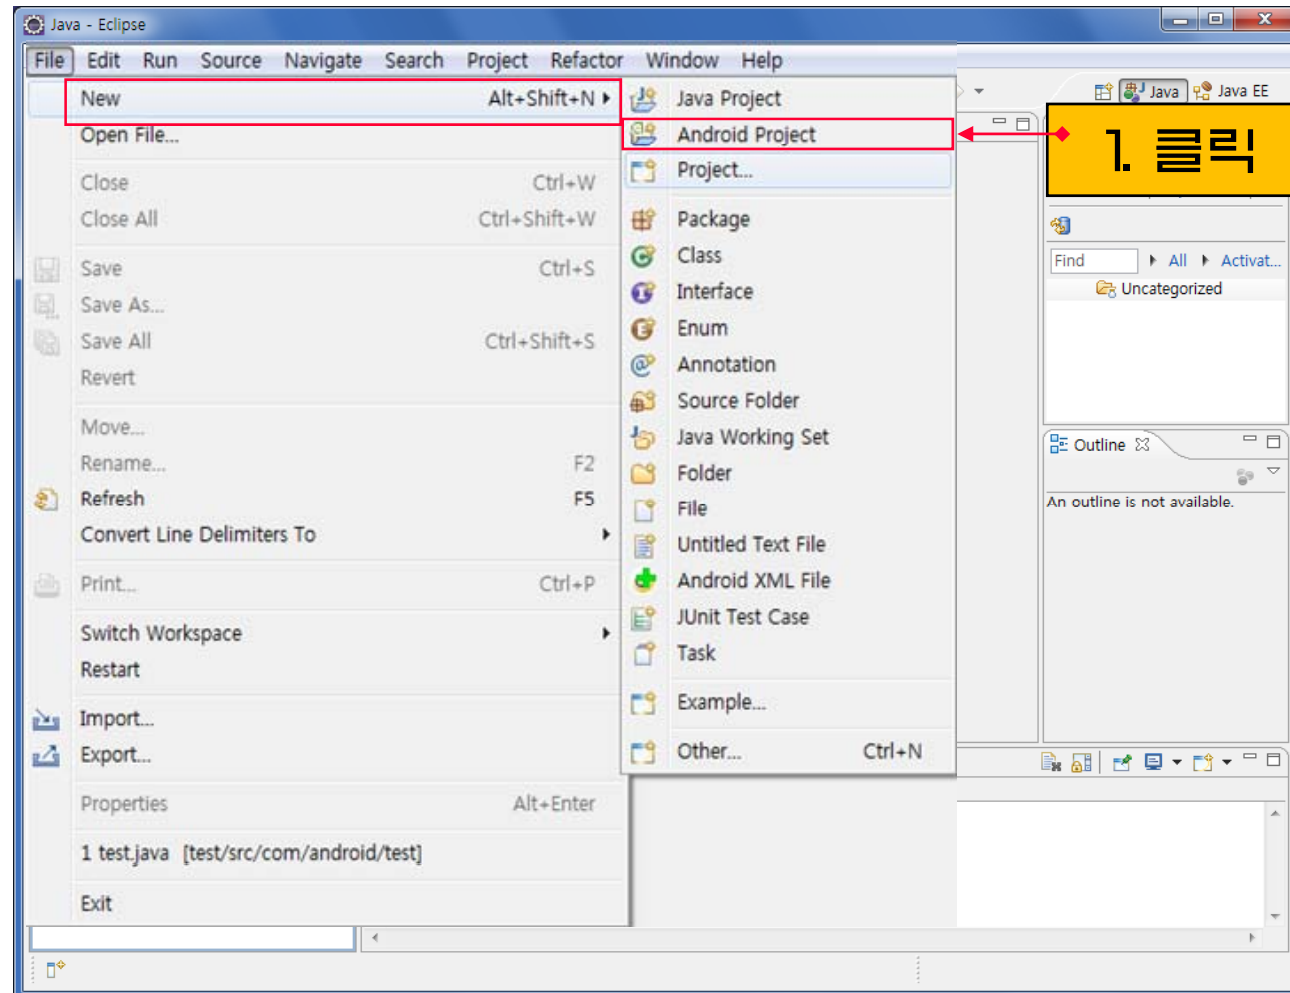 Java - Eclipse
File Edit Run Source Navigate Search Project Refactor Window Help
New Alt+Shift+N
Open File...
Close Ctrl+W
Close All Ctrl+Shift+W
Save Ctrl+S
Save As...
Save All Ctrl+Shift+S
Revert
Move...
Rename... F2
Refresh F5
Convert Line Delimiters To
Print... Ctrl+P
Switch Workspace
Restart
Import...
Export...
Properties Alt+Enter
1 test.java [test/src/com/android/test]
Exit
Java Project
Android Project
Project...
Package
Class
Interface
Enum
Annotation
Source Folder
Java Working Set
Folder
File
Untitled Text File
Android XML File
JUnit Test Case
Task
Example...
Other... Ctrl+N
Java Java EE
1. 클릭
Find All Activat...
Uncategorized
Outline
An outline is not available.